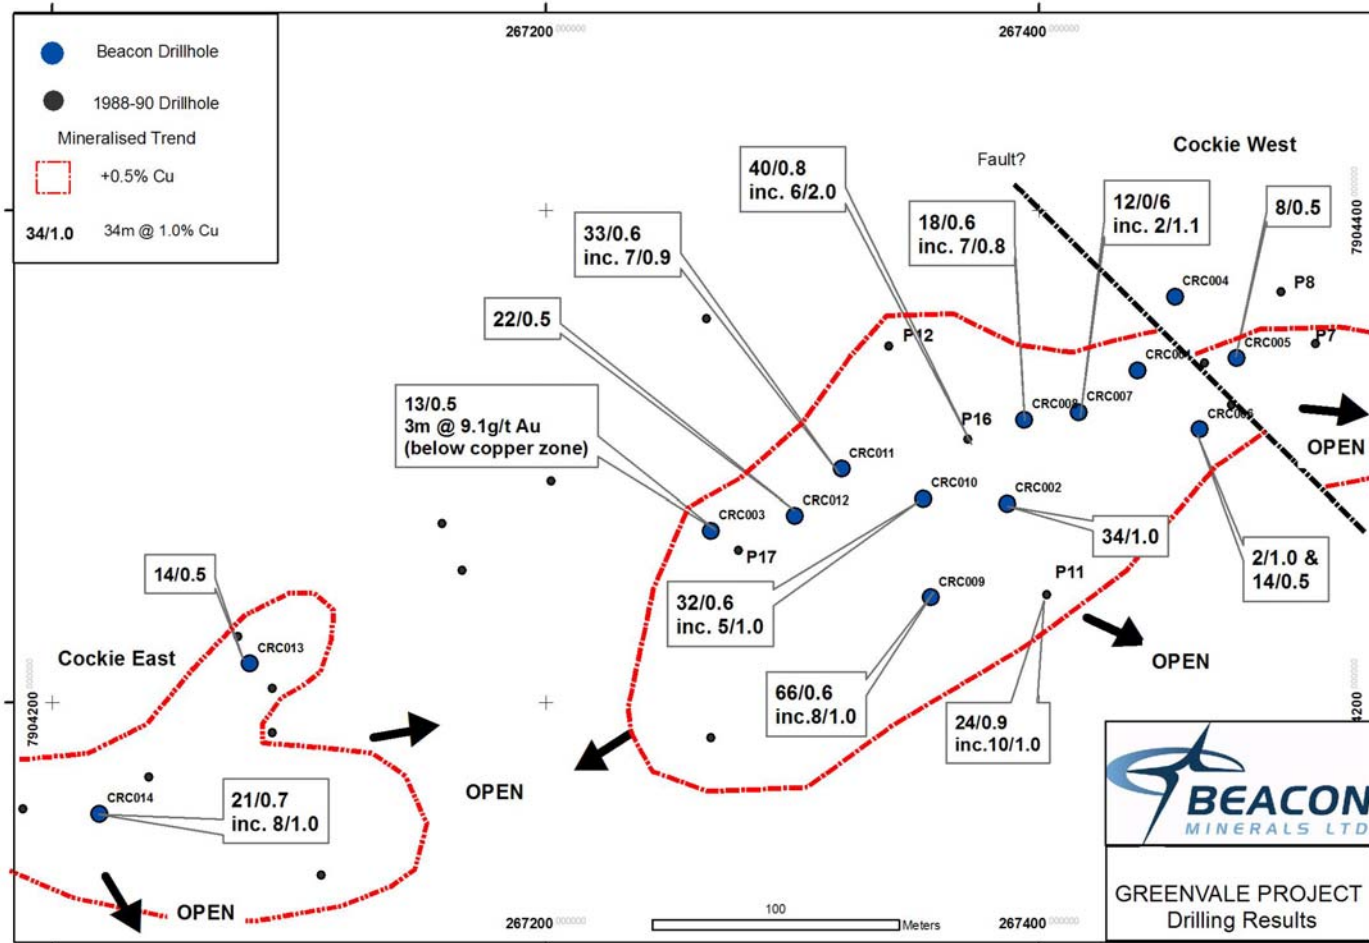 267200
267400
Beacon Drillhole
1988-90 Drillhole
Mineralised Trend
+0.5% Cu
34/1.0 34m @ 1.0% Cu
Cockie West
Fault?
40/0.8
inc. 6/2.0
12/0/6
inc. 2/1.1
8/0.5
18/0.6
inc. 7/0.8
33/0.6
inc. 7/0.9
7904400
22/0.5
CRC004
P8
P12
P7
CRC005
13/0.5
3m @ 9.1g/t Au
(below copper zone)
CRC008
CRC007
CRC006
P16
OPEN
CRC011
CRC010
CRC002
CRC003
CRC012
34/1.0
P17
14/0.5
2/1.0 &
14/0.5
P11
CRC009
32/0.6
inc. 5/1.0
CRC013
Cockie East
OPEN
66/0.6
inc.8/1.0
24/0.9
inc.10/1.0
7904200
OPEN
CRC014
21/0.7
inc. 8/1.0
BEACON
MINERALS LTD
OPEN
GREENVALE PROJECT
Drilling Results
100
Meters
267200
267400